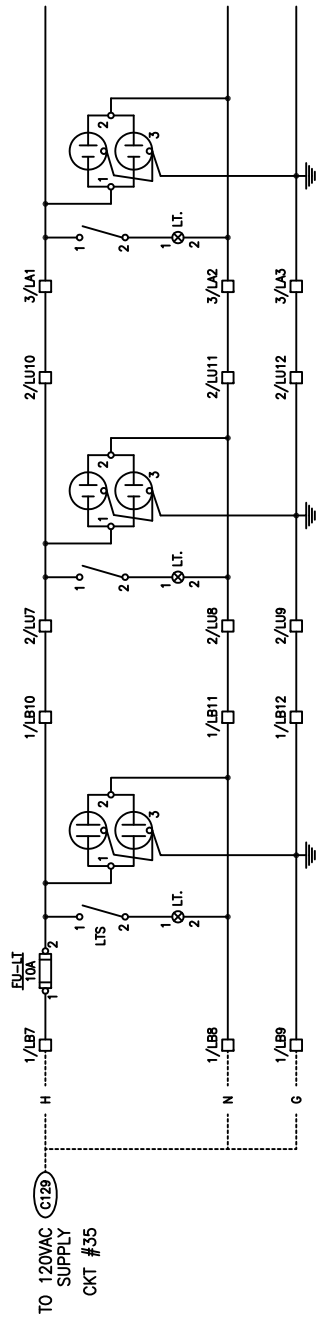 TO 120VAC
SUPPLY
CKT #35
C129
H
N
G
1/LB7
1/LB8
1/LB9
FU-LT
10A
1
2
1
LTS
2
1
LT.
2
1
2
3
1/LB10
1/LB11
1/LB12
2/LU7
2/LU8
2/LU9
1
2
1
LT.
2
1
2
3
2/LU10
2/LU11
2/LU12
3/LA1
3/LA2
3/LA3
1
2
1
LT.
2
1
2
3